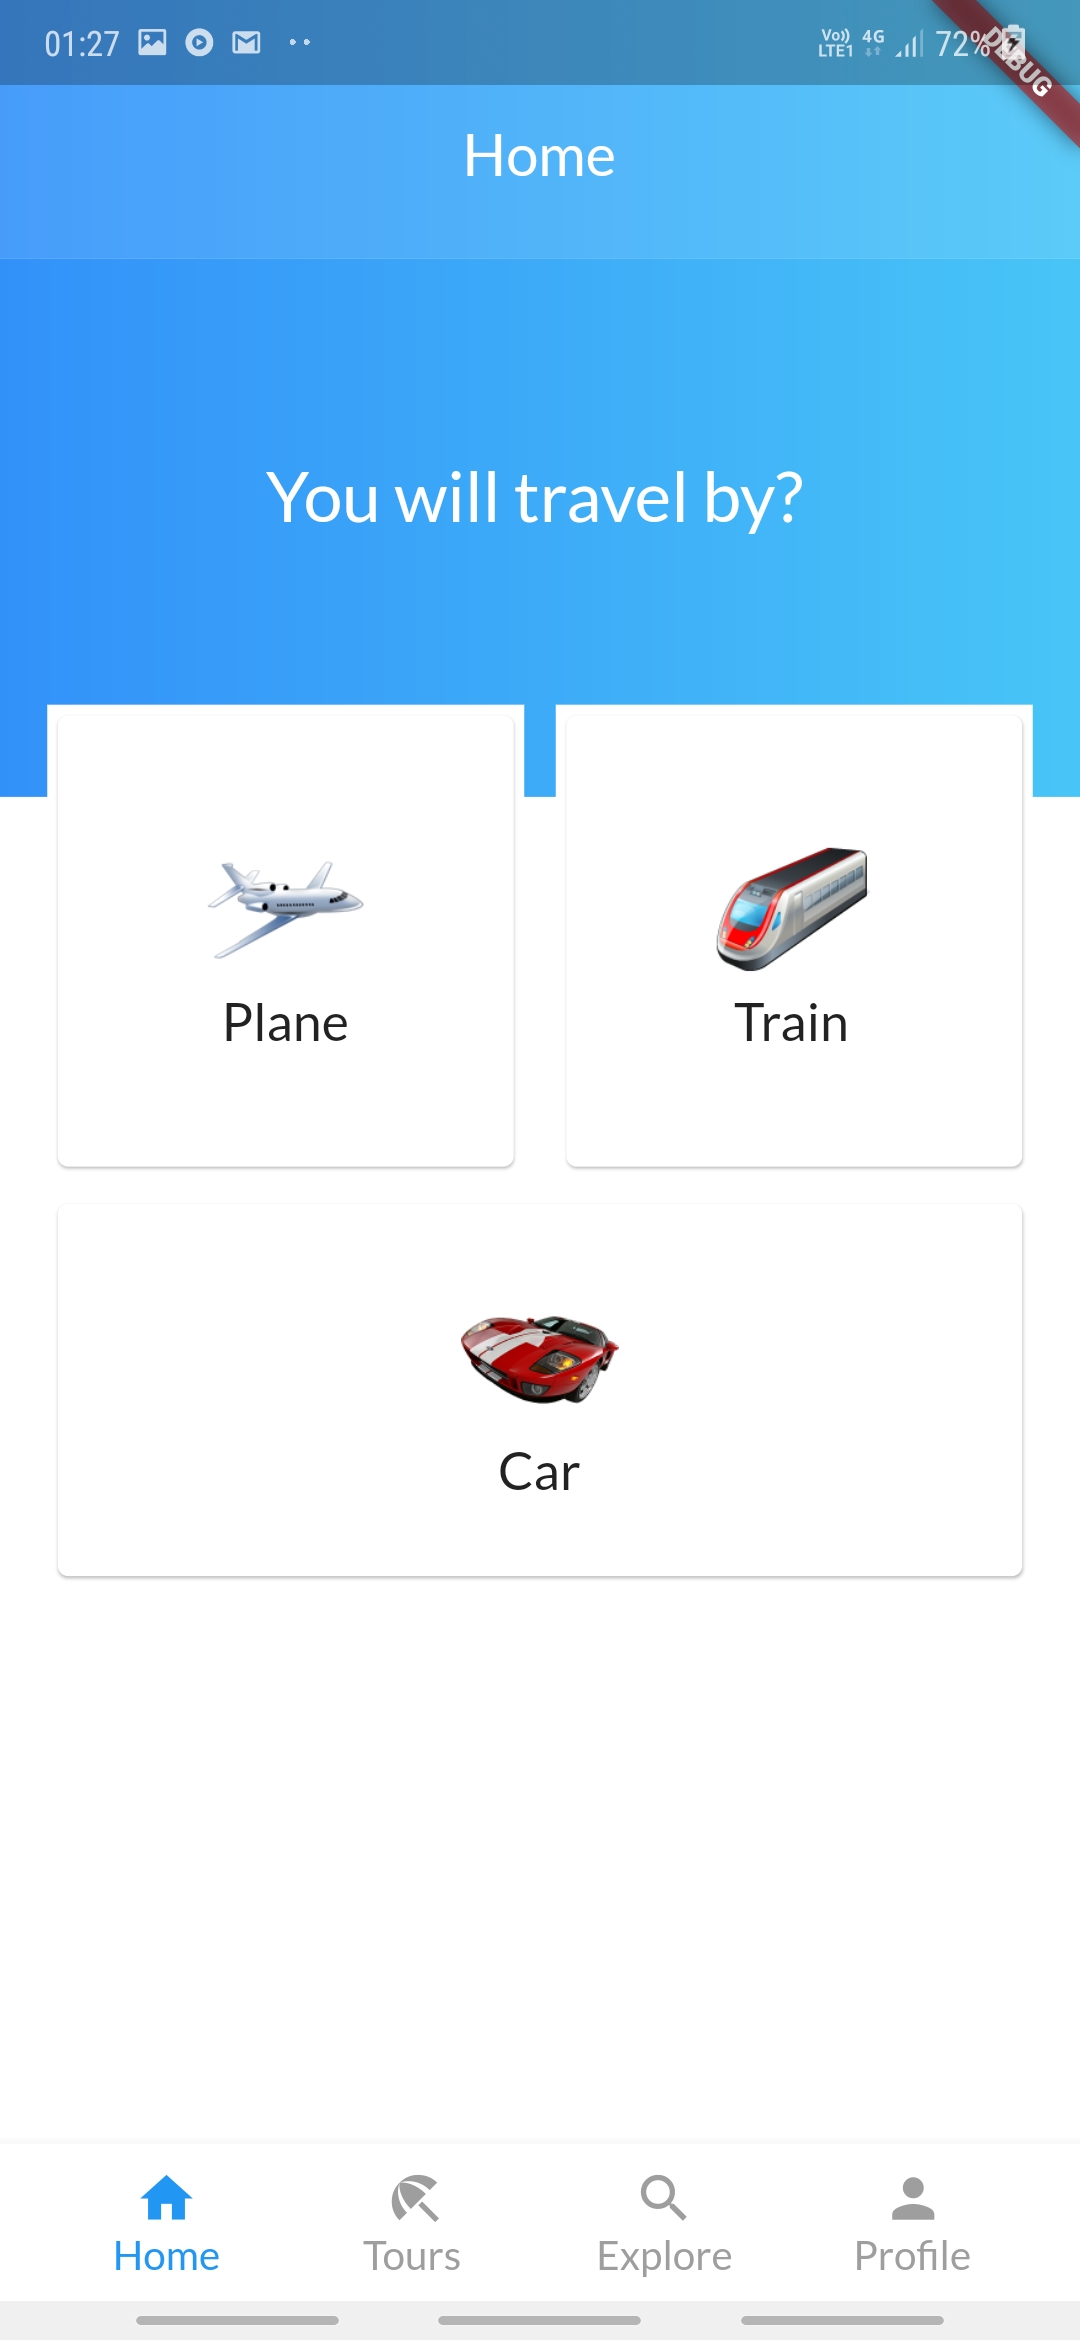 01:27 Vo)) LTE1 4G 72%
DEBUG
Home
You will travel by?
Plane Train
Car
Home Tours Explore Profile